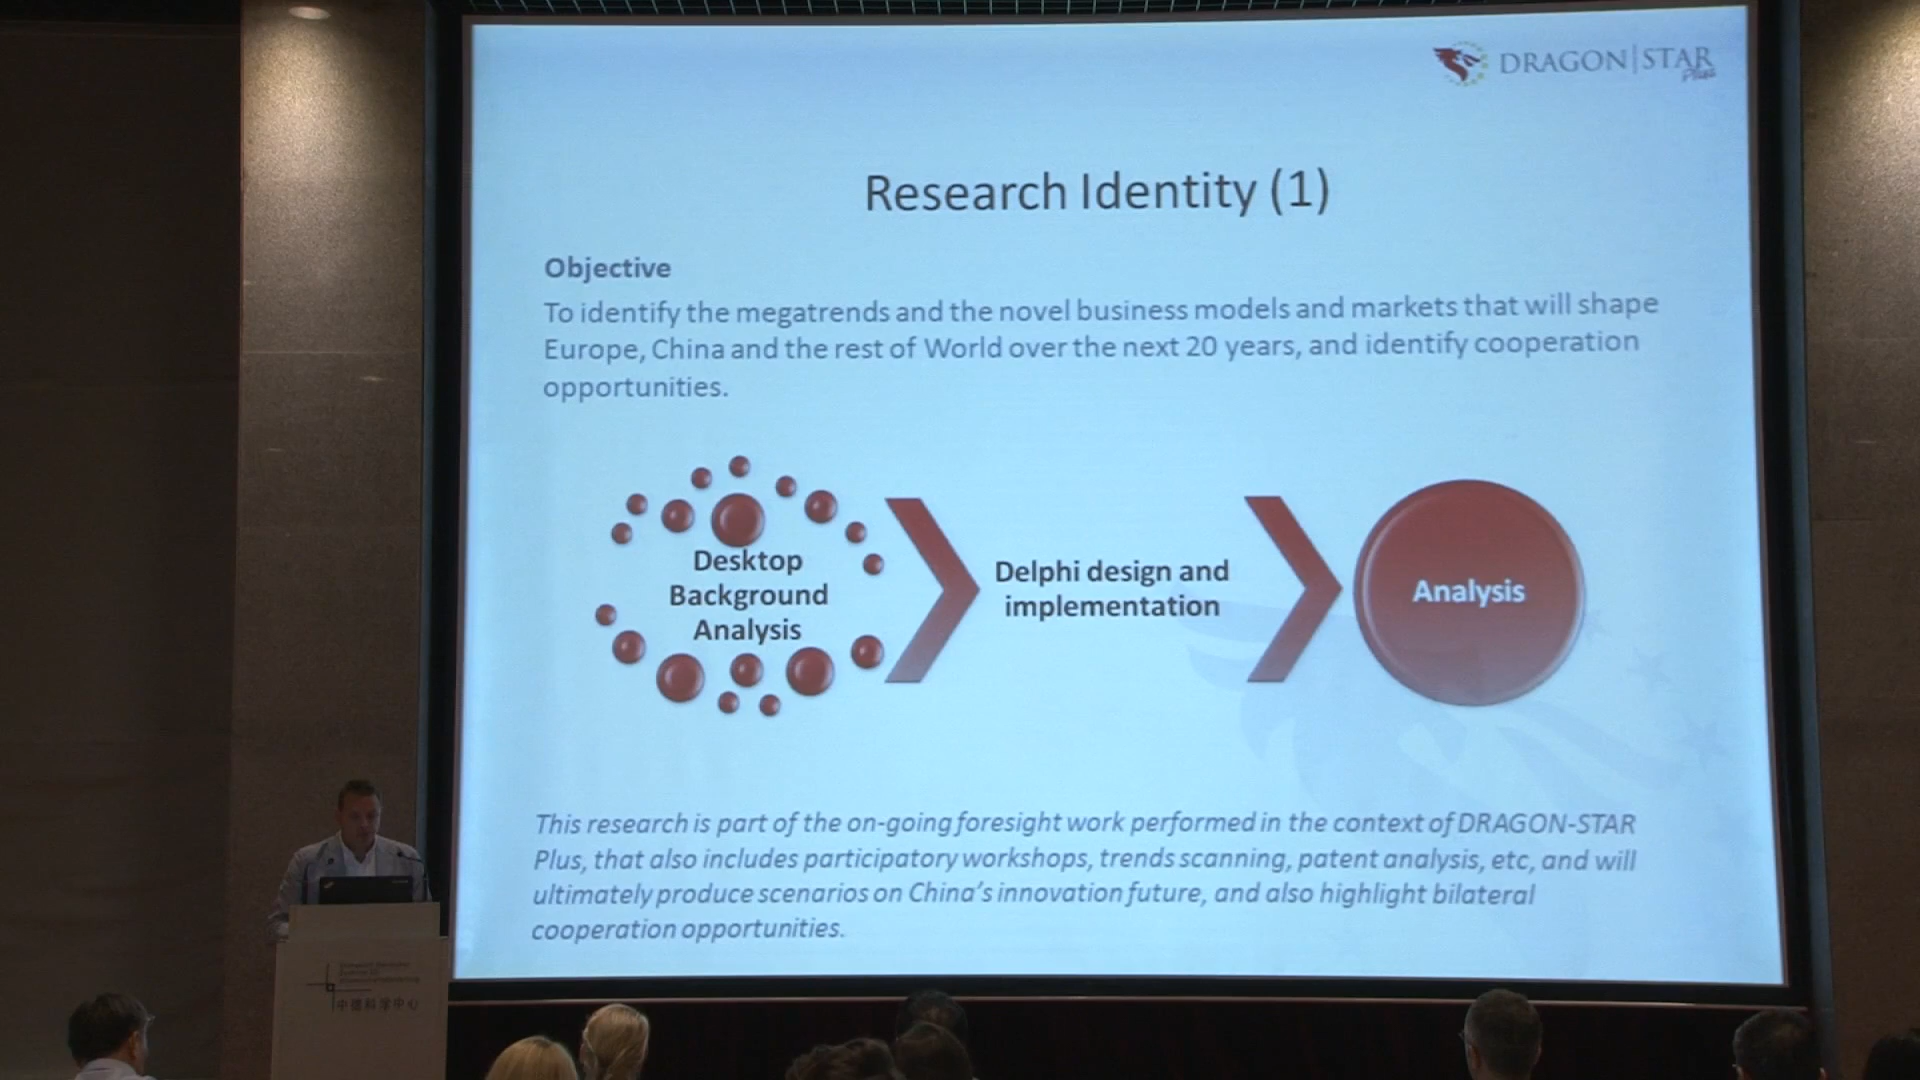 DRAGON|STAR
Plus
Research Identity (1)
Objective
To identify the megatrends and the novel business models and markets that will shape
Europe, China and the rest of World over the next 20 years, and identify cooperation
opportunities.
Desktop
Background
Analysis
Delphi design and
implementation
Analysis
This research is part of the on-going foresight work performed in the context of DRAGON-STAR
Plus, that also includes participatory workshops, trends scanning, patent analysis, etc, and will
ultimately produce scenarios on China's innovation future, and also highlight bilateral
cooperation opportunities.
中德科学中心